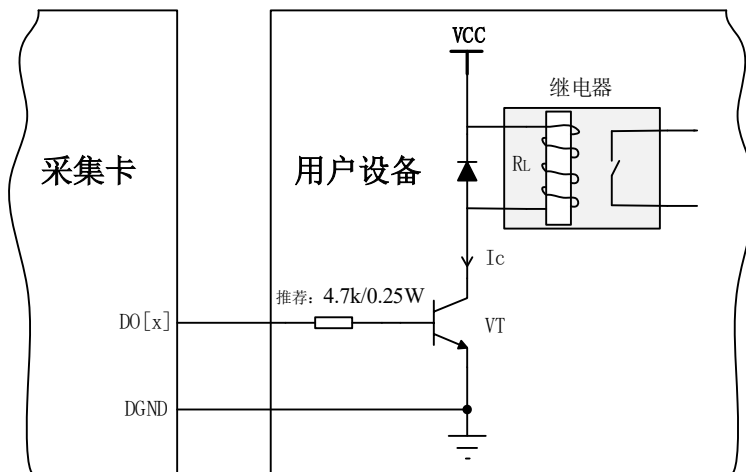 VCC
继电器
采集卡
用户设备
RL
Ic
推荐：4.7k/0.25W
DO[x]
VT
DGND